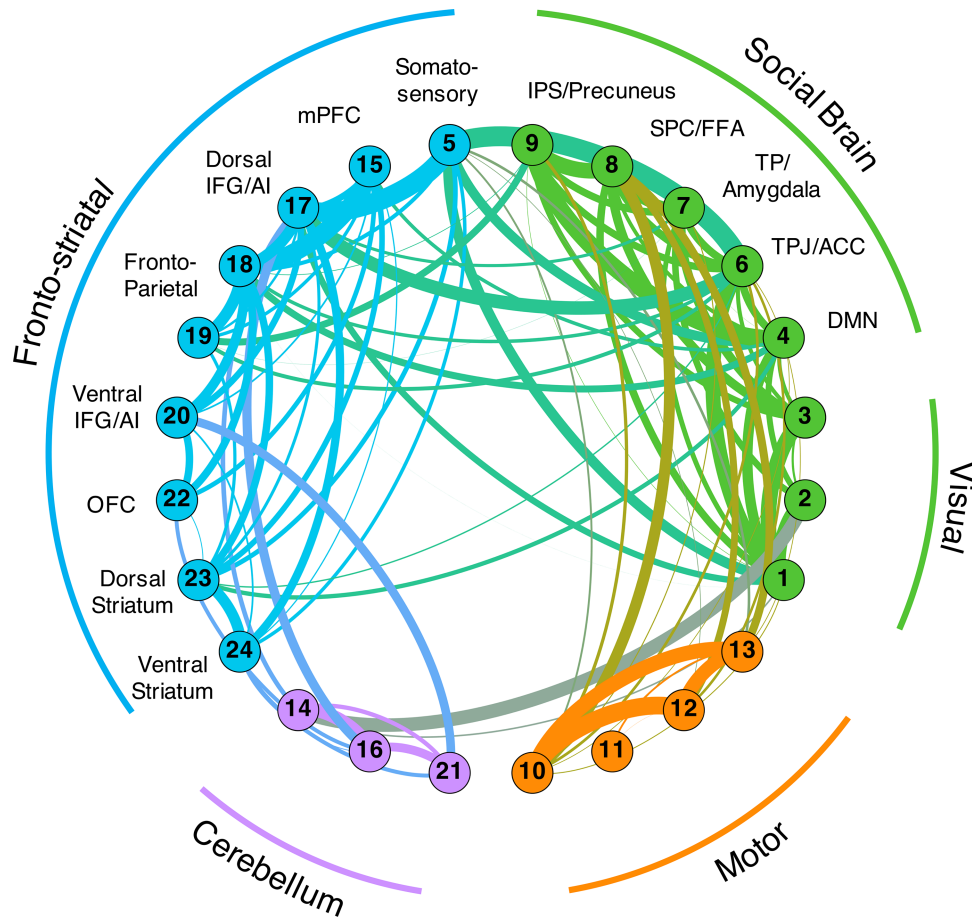 Somato-
sensory
IPS/Precuneus
Social Brain
mPFC
SPC/FFA
5
9
Dorsal
IFG/AI
15
8
TP/
Amygdala
17
7
Fronto-striatal
Fronto-
Parietal
18
6
TPJ/ACC
19
4
DMN
Ventral
IFG/AI
20
3
OFC
22
2
Visual
Dorsal
Striatum
23
1
Ventral
Striatum
24
13
14
12
16
11
21
10
Cerebellum
Motor